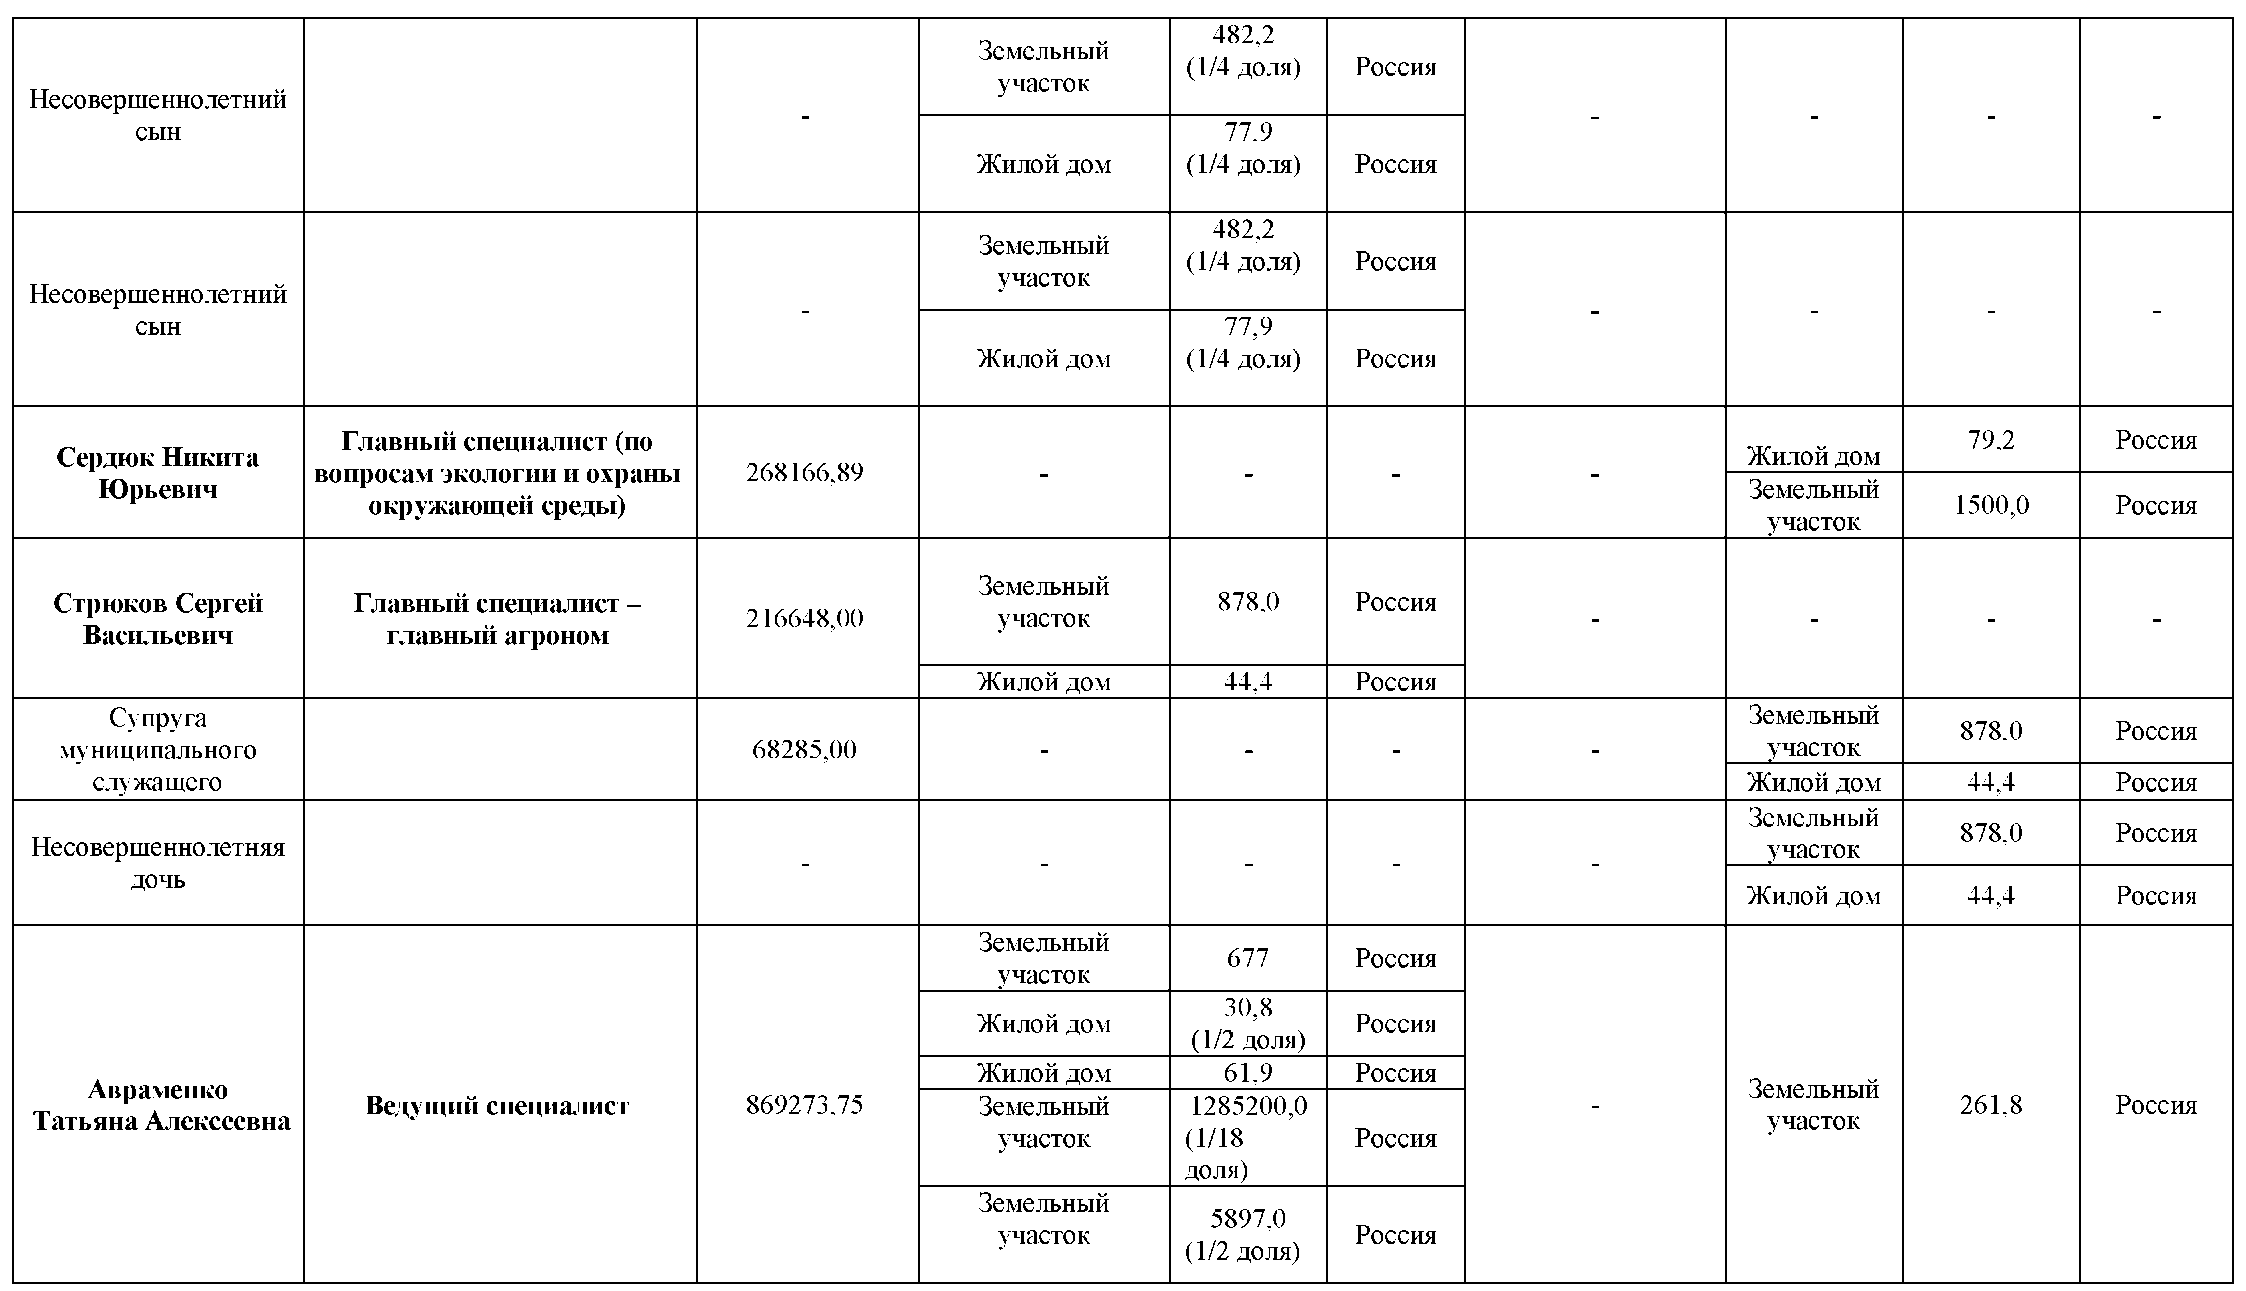 Несовершеннолетний
сын
-
Земельный
участок
482,2
(1/4 доля)
Россия
-
-
-
-
Жилой дом
77,9
(1/4 доля)
Россия
Несовершеннолетний
сын
-
Земельный
участок
482,2
(1/4 доля)
Россия
-
-
-
-
Жилой дом
77,9
(1/4 доля)
Россия
Сердюк Никита
Юрьевич
Главный специалист (по
вопросам экологии и охраны
окружающей среды)
268166,89
-
-
-
-
Жилой дом
79,2
Россия
Земельный
участок
1500,0
Россия
Стрюков Сергей
Васильевич
Главный специалист –
главный агроном
216648,00
Земельный
участок
878,0
Россия
-
-
-
-
Жилой дом
44,4
Россия
Супруга
муниципального
служащего
68285,00
-
-
-
-
Земельный
участок
878,0
Россия
Жилой дом
44,4
Россия
Несовершеннолетняя
дочь
-
-
-
-
-
Земельный
участок
878,0
Россия
Жилой дом
44,4
Россия
Авраменко
Татьяна Алексеевна
Ведущий специалист
869273,75
Земельный
участок
677
Россия
Жилой дом
30,8
(1/2 доля)
Россия
Жилой дом
61,9
Россия
Земельный
участок
1285200,0
(1/18
доля)
Россия
Земельный
участок
5897,0
(1/2 доля)
Россия
-
Земельный
участок
261,8
Россия